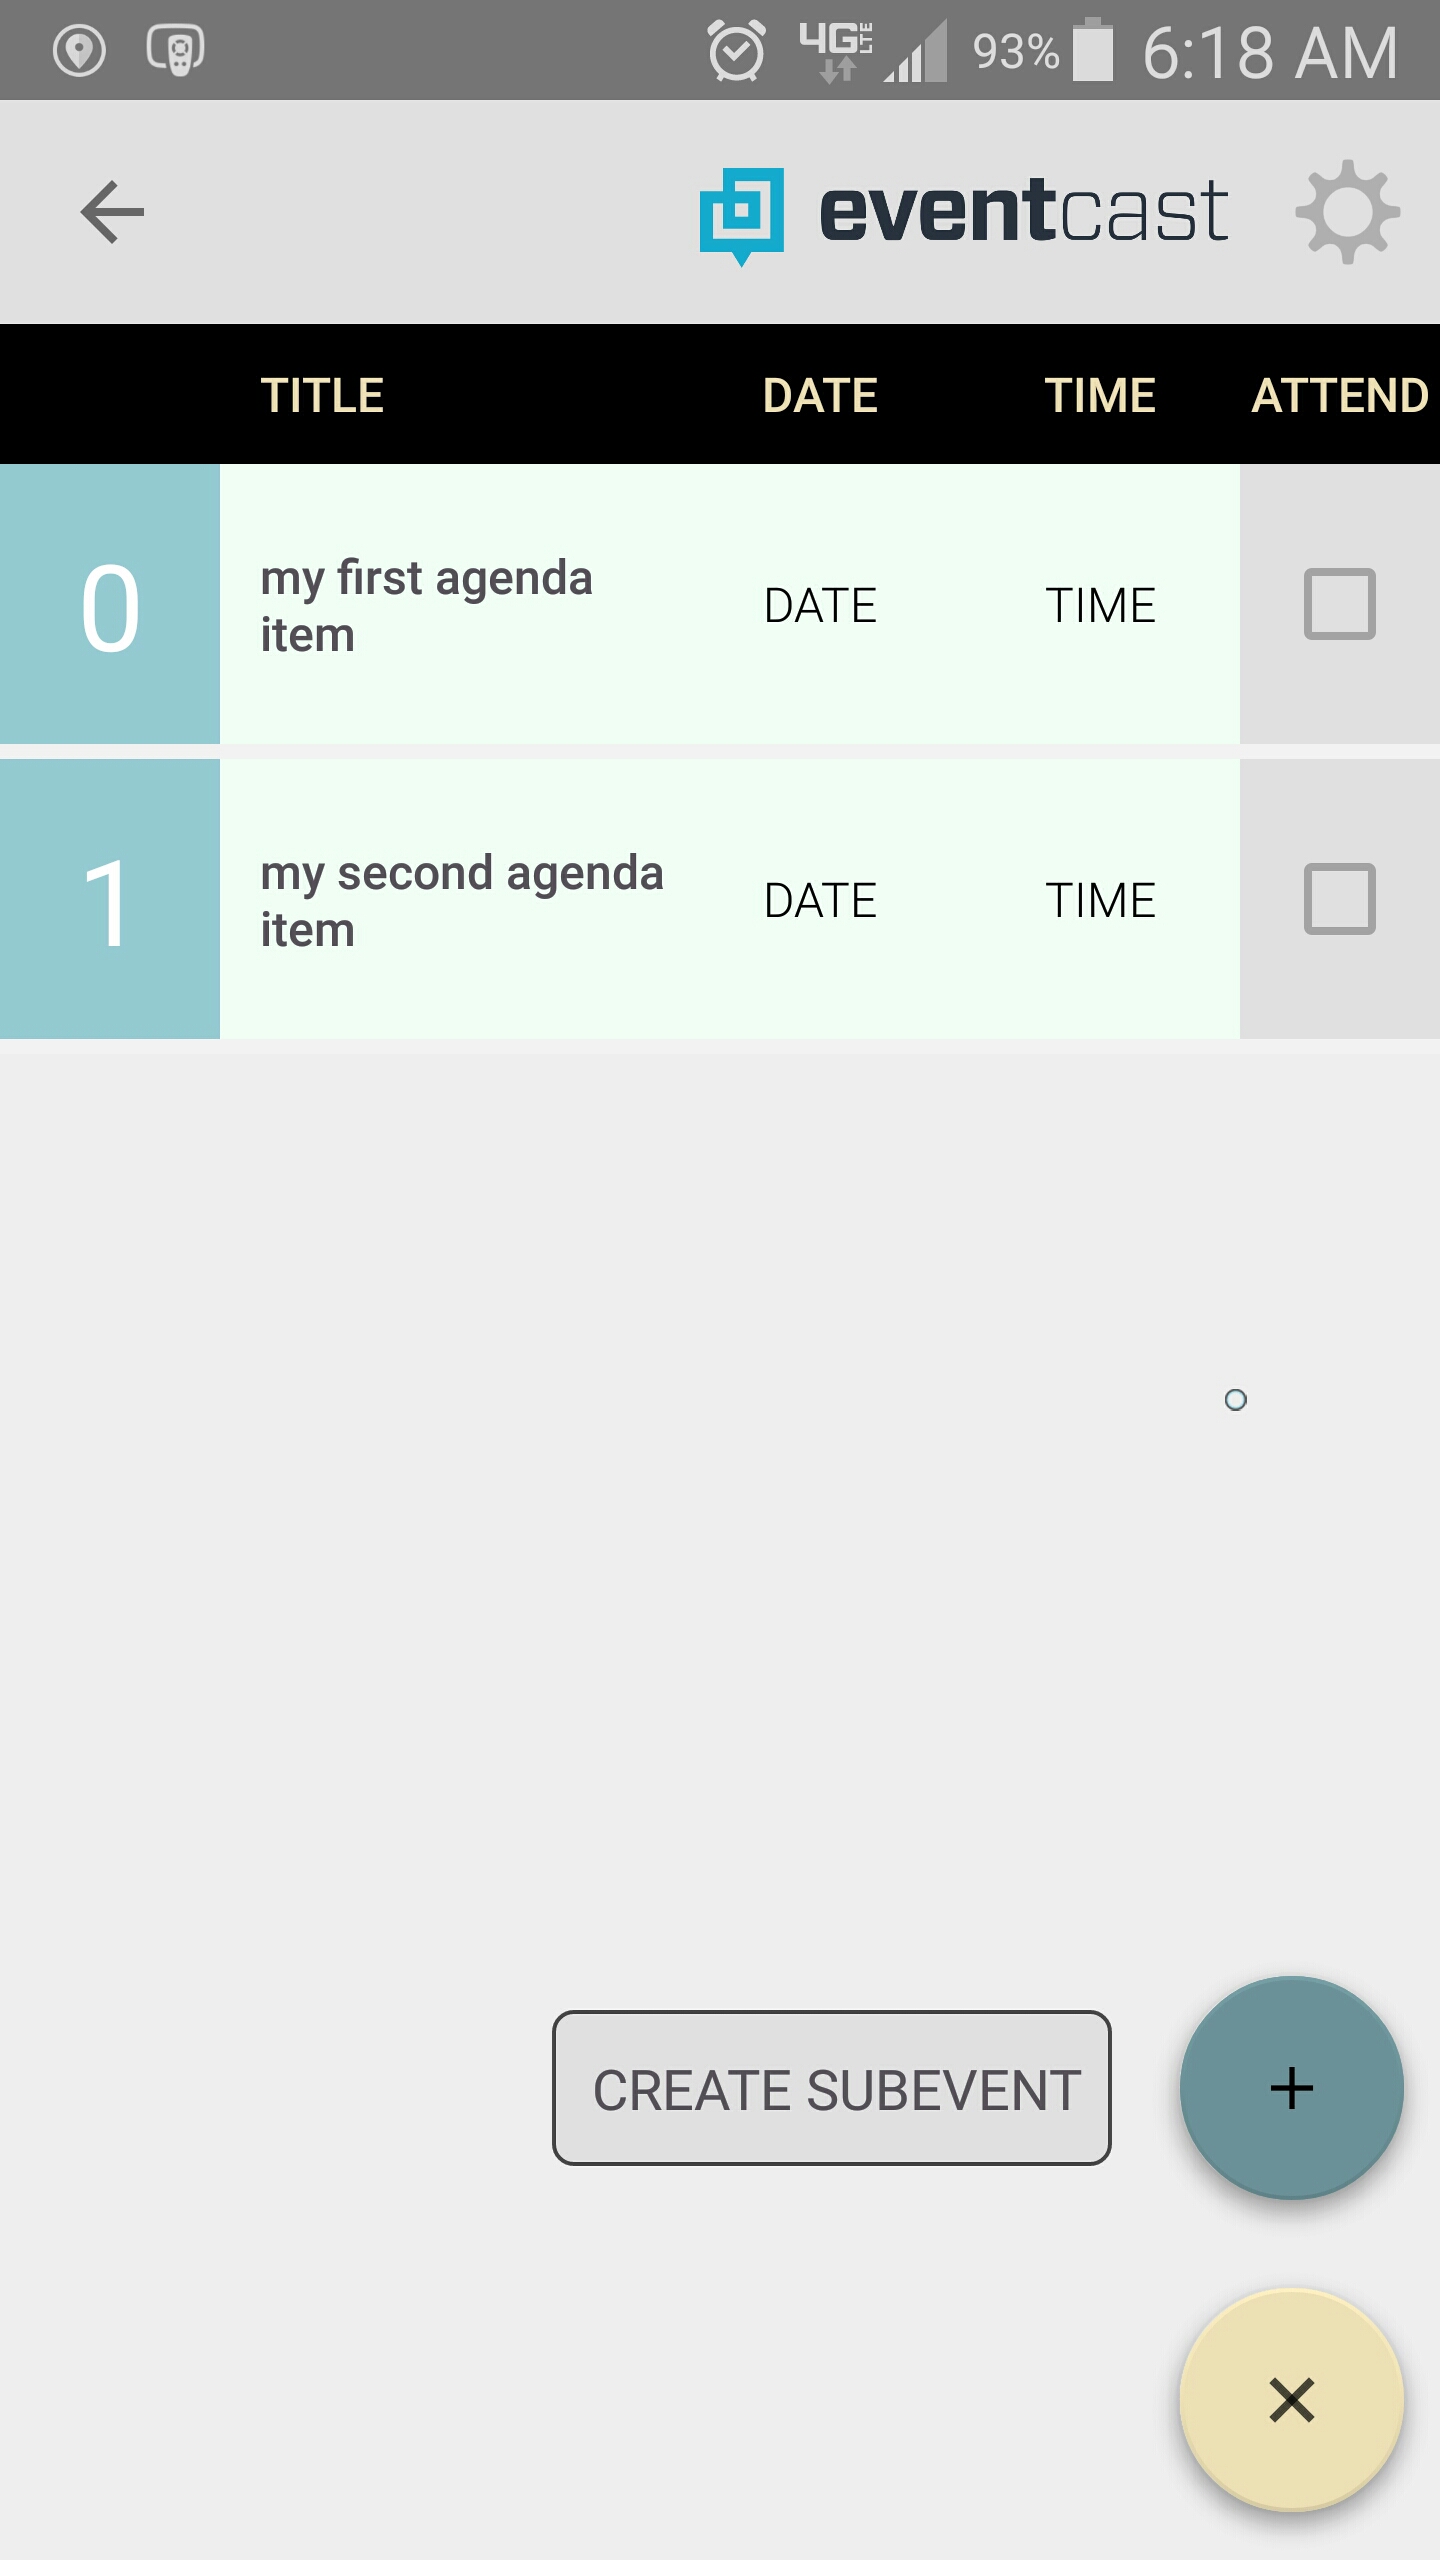 4G LTE 93% 6:18 AM
eventcast
TITLE DATE TIME ATTEND
0 my first agenda item DATE TIME
1 my second agenda item DATE TIME
CREATE SUBEVENT